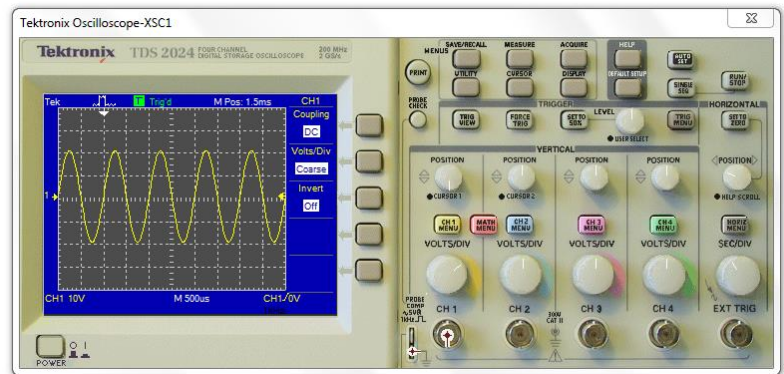 Tektronix Oscilloscope-XSC1
Tektronix TDS 2024 FOUR CHANNEL DIGITAL STORAGE OSCILLOSCOPE 200 MHz 2 GS/s
Tek T Trig'd M Pos: 1.5ms CH1
Coupling
DC
Volts/Div
Coarse
Invert
Off
1
CH1 10V M 500us CH1 / 0V
POWER
MENUS
SAVE/RECALL MEASURE ACQUIRE HELP
PRINT
AUTO SET
UTILITY CURSOR DISPLAY DEFAULT SETUP
SINGLE SEQ
RUN/ STOP
PROBE CHECK
TRIGGER
HORIZONTAL
TRIG VIEW
FORCE TRIG
SET TO 50%
LEVEL
USER SELECT
TRIG MENU
SET TO ZERO
VERTICAL
POSITION POSITION POSITION POSITION POSITION
CURSOR 1 CURSOR 2 HELP SCROLL
CH 1 MENU
MATH MENU
CH 2 MENU
CH 3 MENU
CH 4 MENU
HORIZ MENU
VOLTS/DIV VOLTS/DIV VOLTS/DIV VOLTS/DIV SEC/DIV
PROBE COMP
~5V
1kHz
CH 1 CH 2 300V CAT II CH 3 CH 4 EXT TRIG